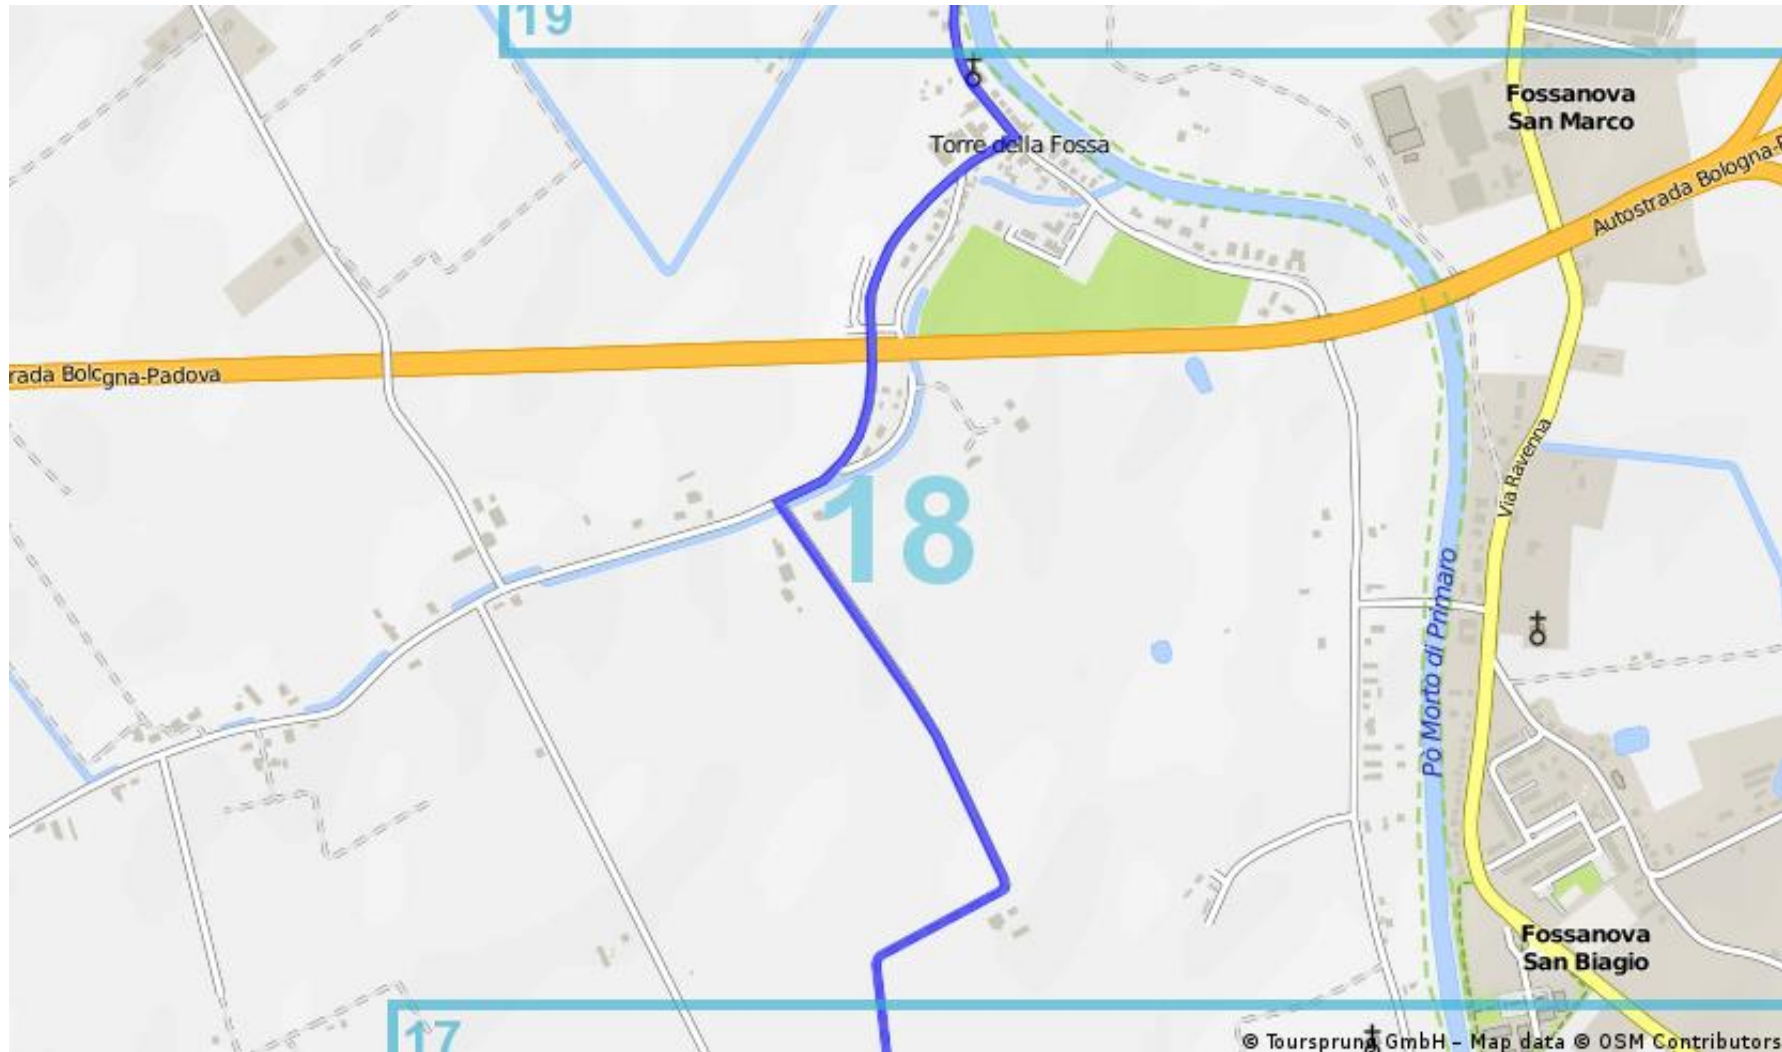 19
Fossanova
San Marco
Torre della Fossa
Autostrada Bologna-P
rada Bologna-Padova
Via Ravenna
18
Po Morto di Primaro
Fossanova
San Biagio
17
© Toursprung GmbH – Map data © OSM Contributors